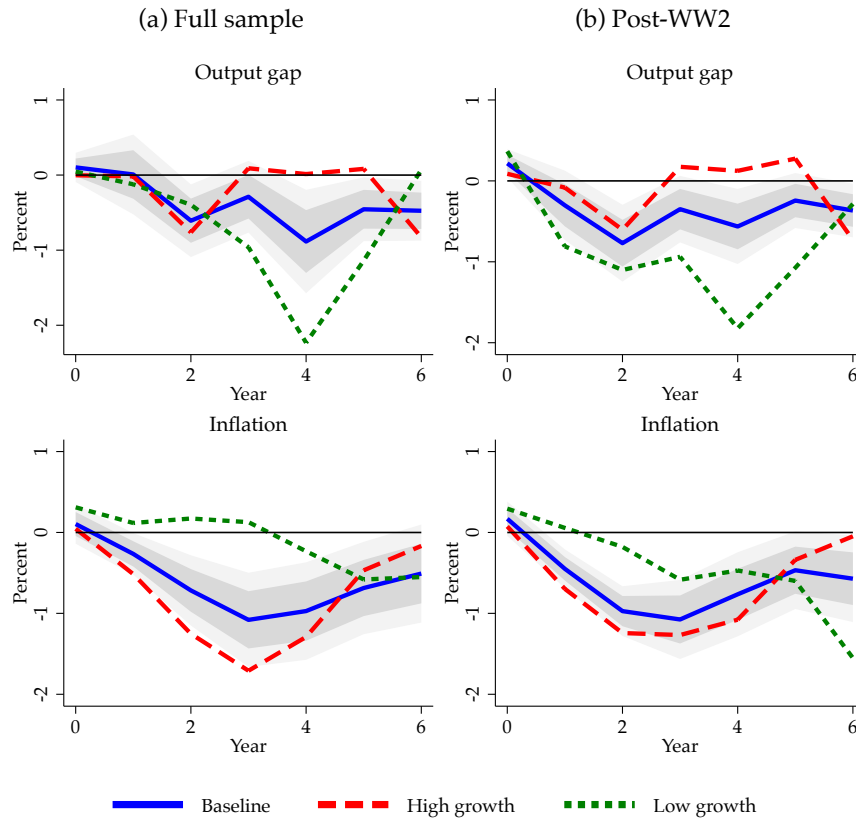 (a) Full sample
(b) Post-WW2
Output gap
Output gap
Percent
1
0
-1
-2
0 2 4 6
Year
Percent
1
0
-1
-2
0 2 4 6
Year
Inflation
Inflation
Percent
1
0
-1
-2
0 2 4 6
Year
Percent
1
0
-1
-2
0 2 4 6
Year
Baseline High growth Low growth